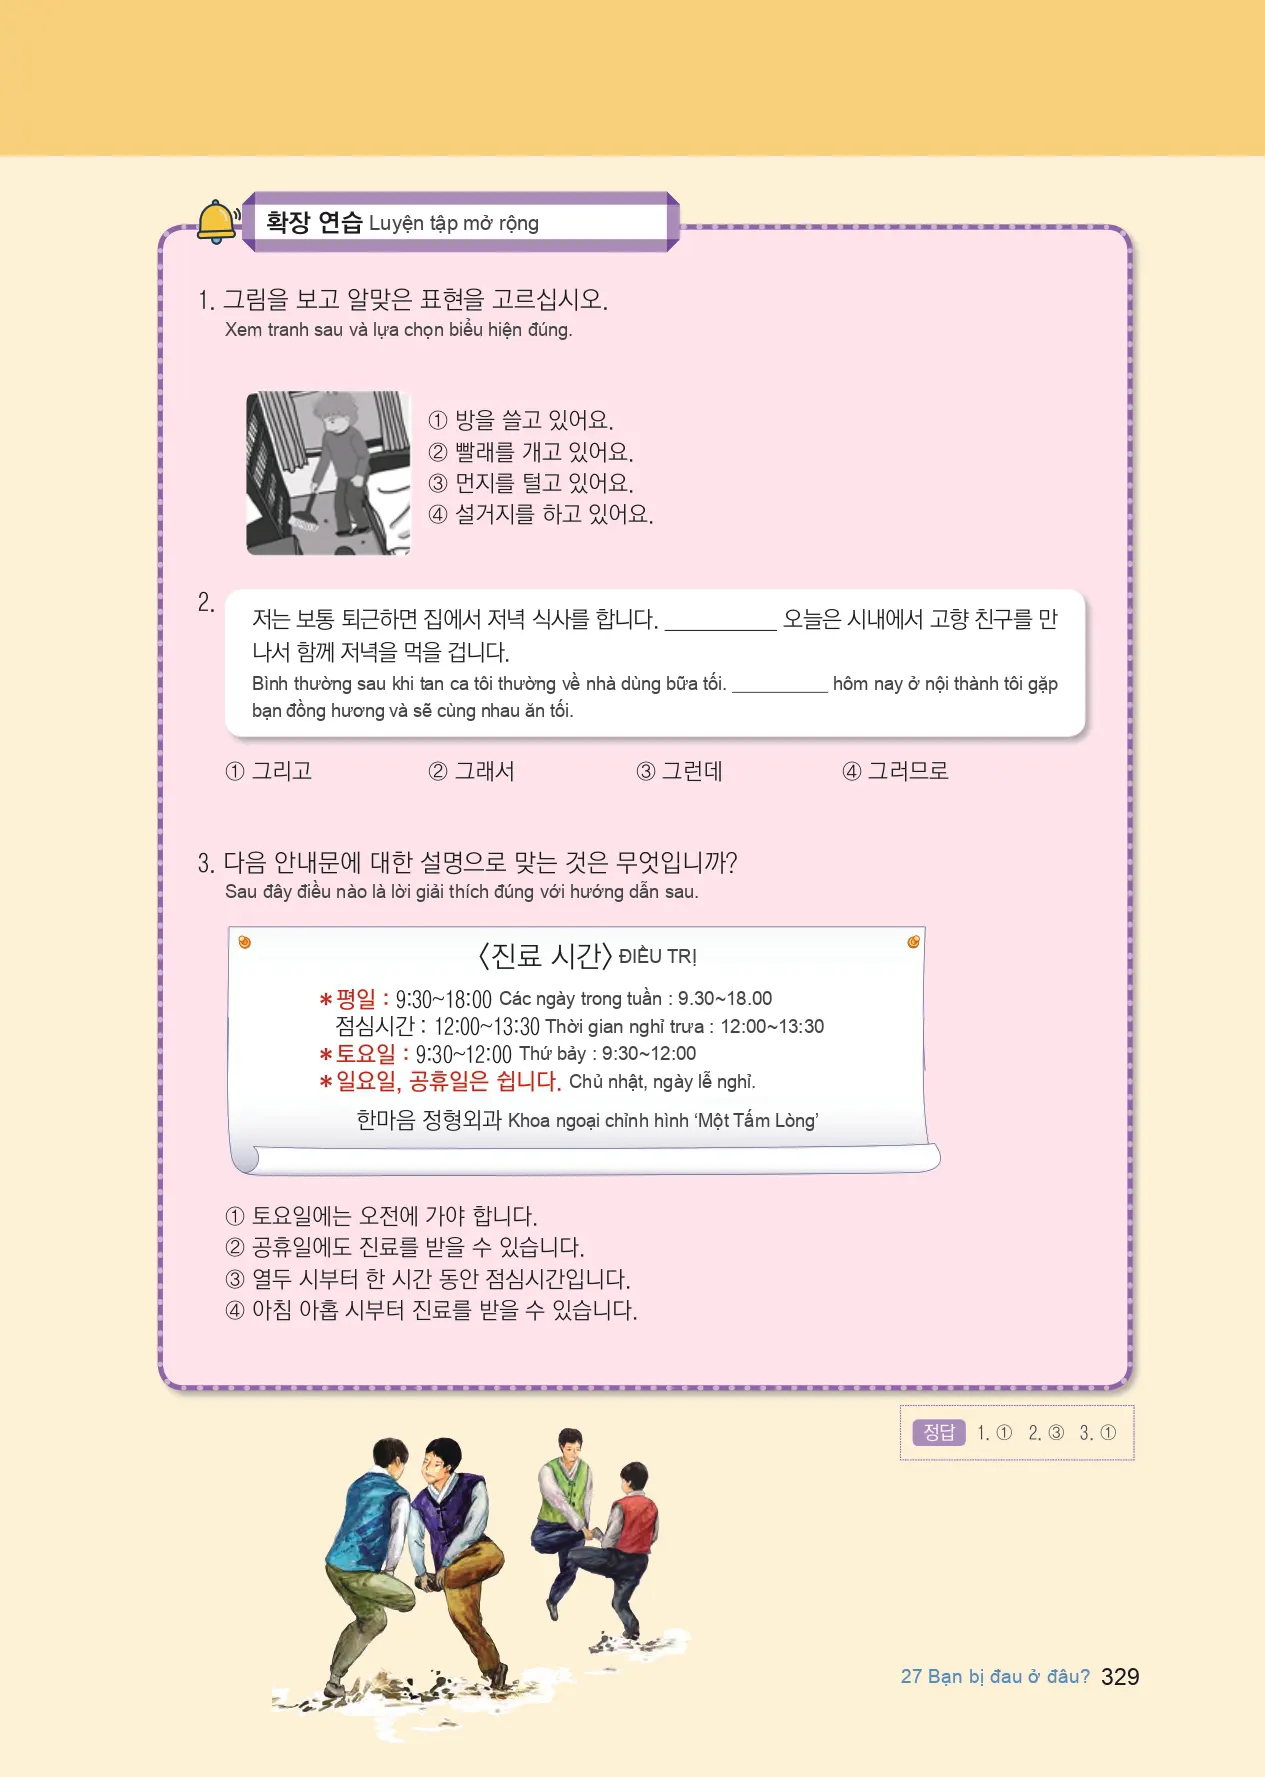 확장 연습 Luyện tập mở rộng
1. 그림을 보고 알맞은 표현을 고르십시오.
Xem tranh sau và lựa chọn biểu hiện đúng.
① 방을 쓸고 있어요.
② 빨래를 개고 있어요.
③ 먼지를 털고 있어요.
④ 설거지를 하고 있어요.
2.
저는 보통 퇴근하면 집에서 저녁 식사를 합니다. __________ 오늘은 시내에서 고향 친구를 만
나서 함께 저녁을 먹을 겁니다.
Bình thường sau khi tan ca tôi thường về nhà dùng bữa tối. __________ hôm nay ở nội thành tôi gặp
bạn đồng hương và sẽ cùng nhau ăn tối.
① 그리고 ② 그래서 ③ 그런데 ④ 그러므로
3. 다음 안내문에 대한 설명으로 맞는 것은 무엇입니까?
Sau đây điều nào là lời giải thích đúng với hướng dẫn sau.
〈진료 시간〉 ĐIỀU TRỊ
*평일 : 9:30~18:00 Các ngày trong tuần : 9.30~18.00
점심시간 : 12:00~13:30 Thời gian nghỉ trưa : 12:00~13:30
*토요일 : 9:30~12:00 Thứ bảy : 9:30~12:00
*일요일, 공휴일은 쉽니다. Chủ nhật, ngày lễ nghỉ.
한마음 정형외과 Khoa ngoại chỉnh hình ‘Một Tấm Lòng’
① 토요일에는 오전에 가야 합니다.
② 공휴일에도 진료를 받을 수 있습니다.
③ 열두 시부터 한 시간 동안 점심시간입니다.
④ 아침 아홉 시부터 진료를 받을 수 있습니다.
정답 1. ① 2. ③ 3. ①
27 Bạn bị đau ở đâu? 329